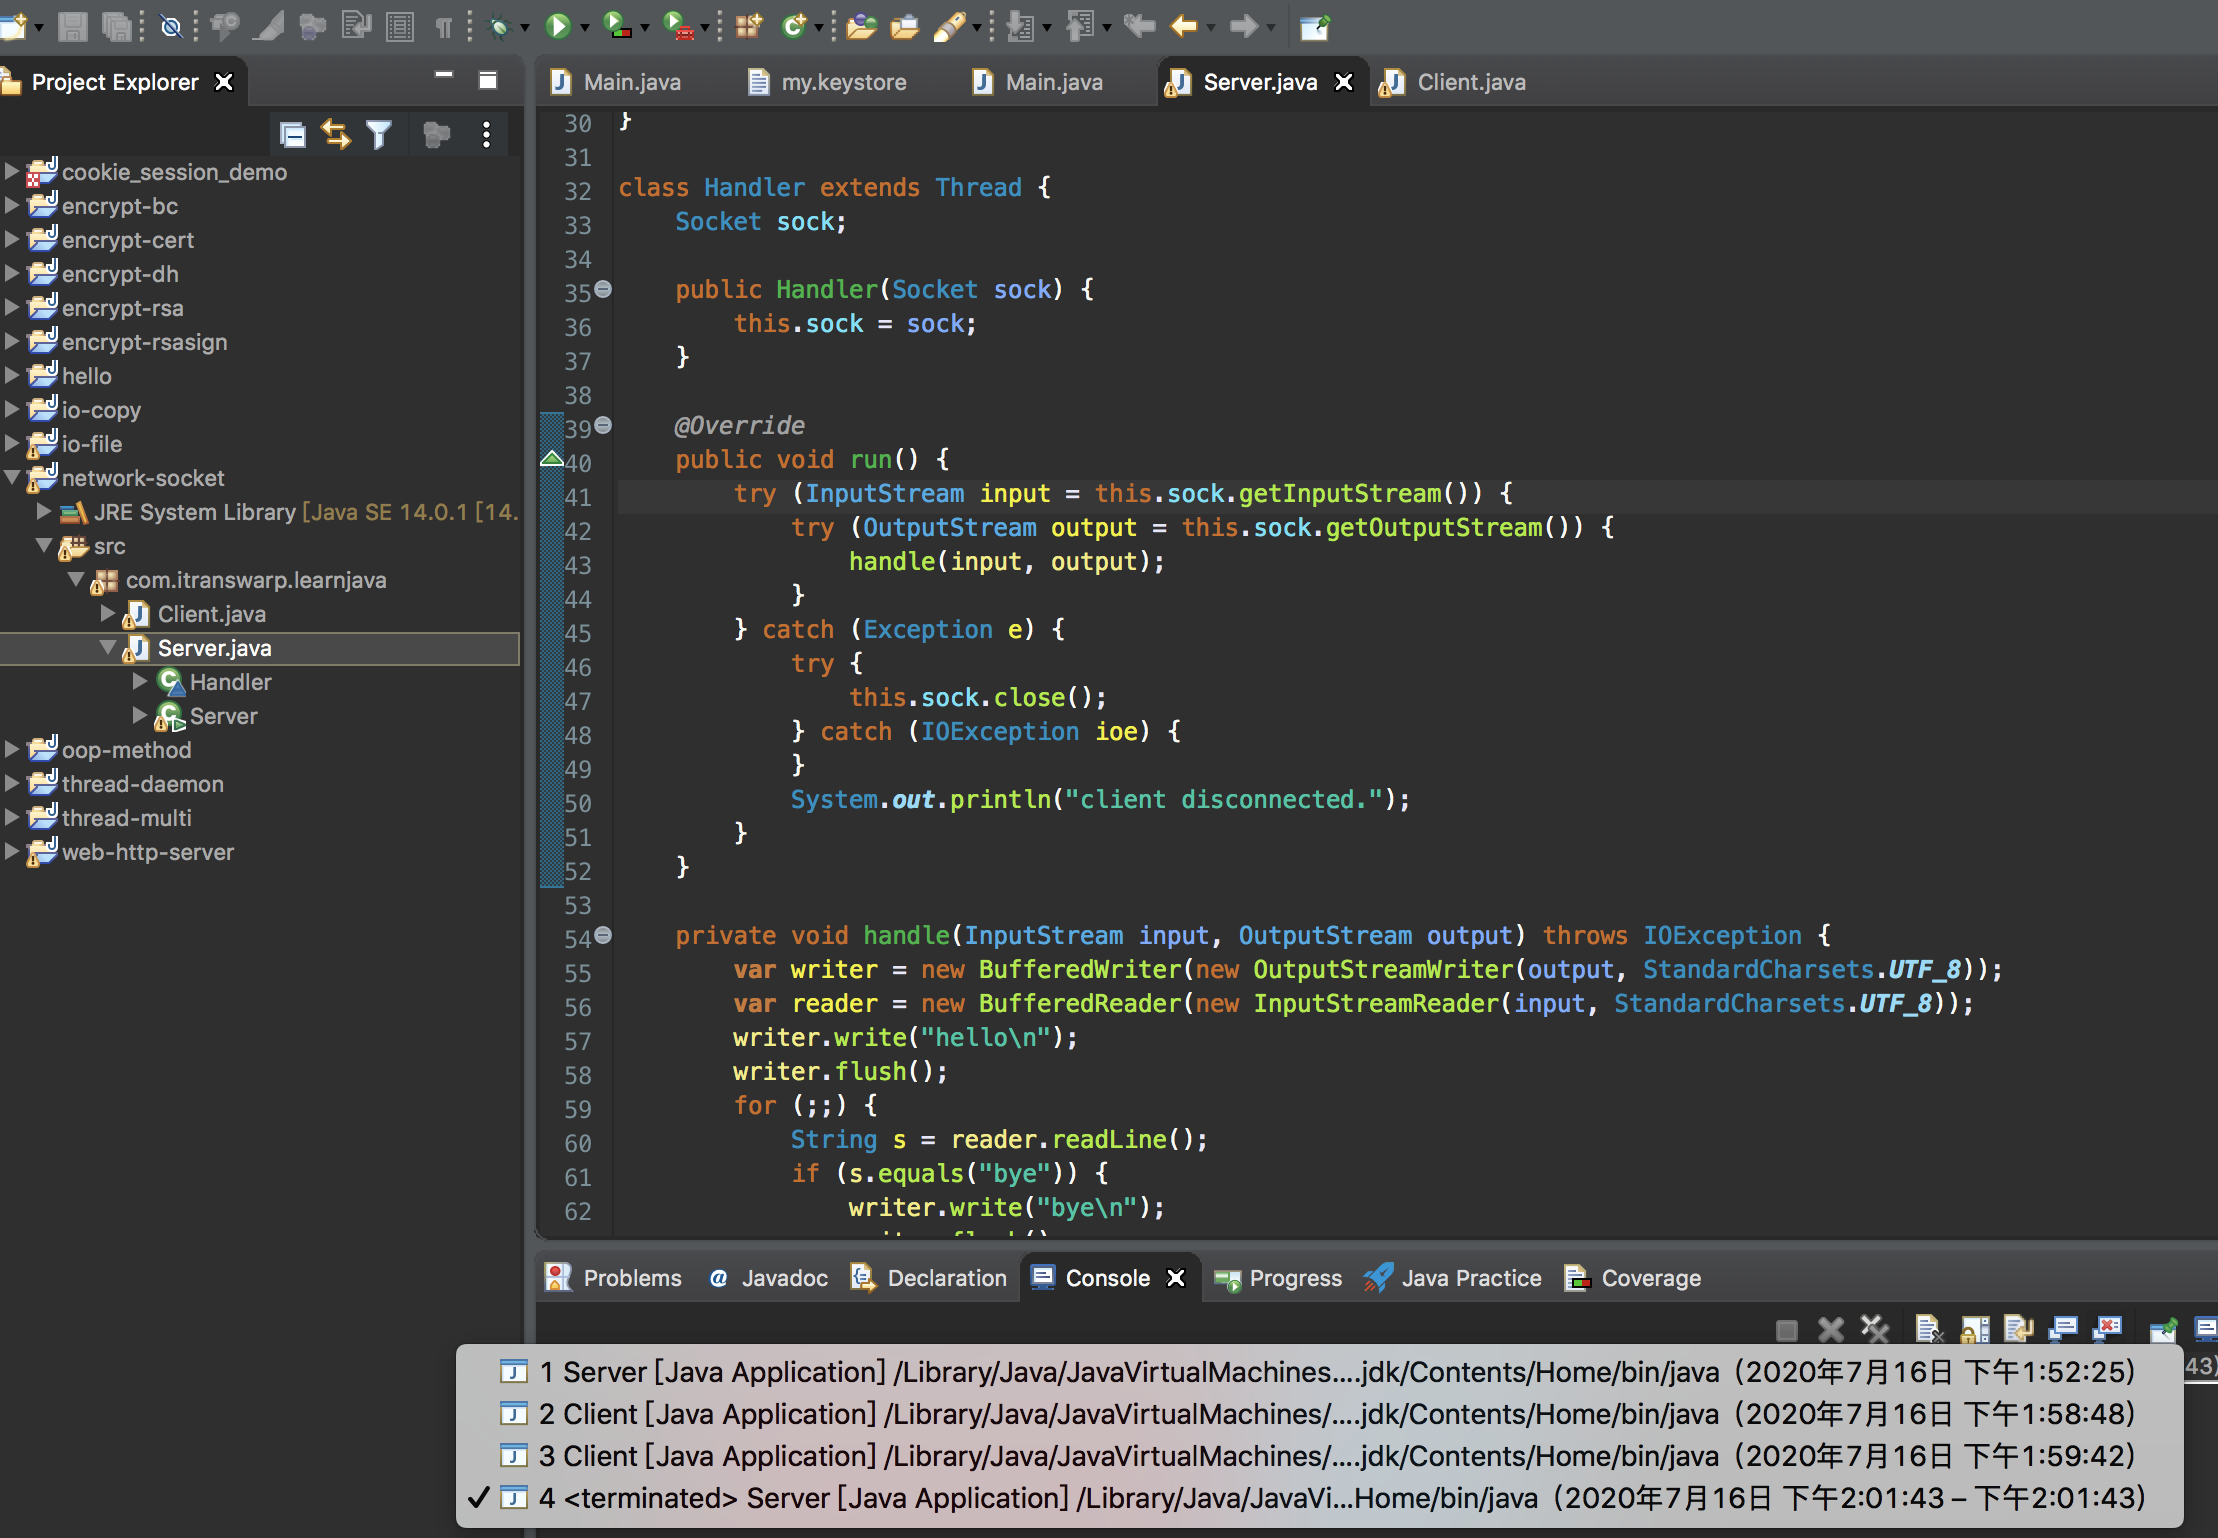 Project Explorer
Main.java
my.keystore
Main.java
Server.java
Client.java
cookie_session_demo
encrypt-bc
encrypt-cert
encrypt-dh
encrypt-rsa
encrypt-rsasign
hello
io-copy
io-file
network-socket
JRE System Library [Java SE 14.0.1 [14.
src
com.itranswarp.learnjava
Client.java
Server.java
Handler
Server
oop-method
thread-daemon
thread-multi
web-http-server
30 }
31
32 class Handler extends Thread {
33     Socket sock;
34
35     public Handler(Socket sock) {
36         this.sock = sock;
37     }
38
39     @Override
40     public void run() {
41         try (InputStream input = this.sock.getInputStream()) {
42             try (OutputStream output = this.sock.getOutputStream()) {
43                 handle(input, output);
44             }
45         } catch (Exception e) {
46             try {
47                 this.sock.close();
48             } catch (IOException ioe) {
49             }
50             System.out.println("client disconnected.");
51         }
52     }
53
54     private void handle(InputStream input, OutputStream output) throws IOException {
55         var writer = new BufferedWriter(new OutputStreamWriter(output, StandardCharsets.UTF_8));
56         var reader = new BufferedReader(new InputStreamReader(input, StandardCharsets.UTF_8));
57         writer.write("hello\n");
58         writer.flush();
59         for (;;) {
60             String s = reader.readLine();
61             if (s.equals("bye")) {
62                 writer.write("bye\n");
Problems
Javadoc
Declaration
Console
Progress
Java Practice
Coverage
1 Server [Java Application] /Library/Java/JavaVirtualMachines....jdk/Contents/Home/bin/java（2020年7月16日 下午1:52:25）
43)
2 Client [Java Application] /Library/Java/JavaVirtualMachines/....jdk/Contents/Home/bin/java（2020年7月16日 下午1:58:48）
3 Client [Java Application] /Library/Java/JavaVirtualMachines/....jdk/Contents/Home/bin/java（2020年7月16日 下午1:59:42）
✓ 4 <terminated> Server [Java Application] /Library/Java/JavaVi...Home/bin/java（2020年7月16日 下午2:01:43 – 下午2:01:43）